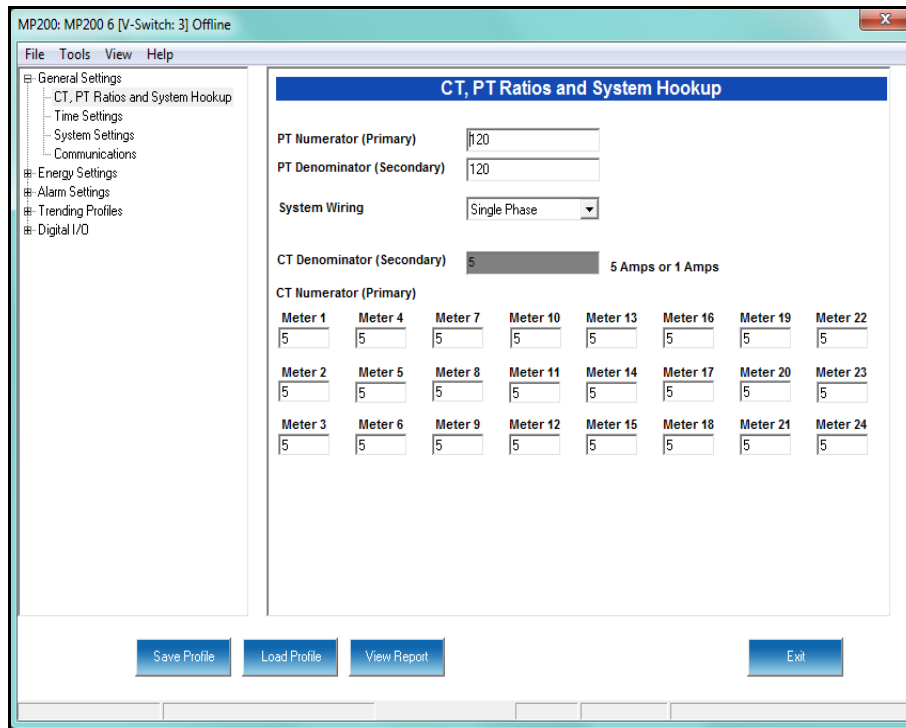 MP200: MP200 6 [V-Switch: 3] Offline
File Tools View Help
General Settings
CT, PT Ratios and System Hookup
Time Settings
System Settings
Communications
Energy Settings
Alarm Settings
Trending Profiles
Digital I/O
CT, PT Ratios and System Hookup
PT Numerator (Primary) 120
PT Denominator (Secondary) 120
System Wiring Single Phase
CT Denominator (Secondary) 5 5 Amps or 1 Amps
CT Numerator (Primary)
Meter 1 Meter 4 Meter 7 Meter 10 Meter 13 Meter 16 Meter 19 Meter 22
5 5 5 5 5 5 5 5
Meter 2 Meter 5 Meter 8 Meter 11 Meter 14 Meter 17 Meter 20 Meter 23
5 5 5 5 5 5 5 5
Meter 3 Meter 6 Meter 9 Meter 12 Meter 15 Meter 18 Meter 21 Meter 24
5 5 5 5 5 5 5 5
Save Profile Load Profile View Report Exit